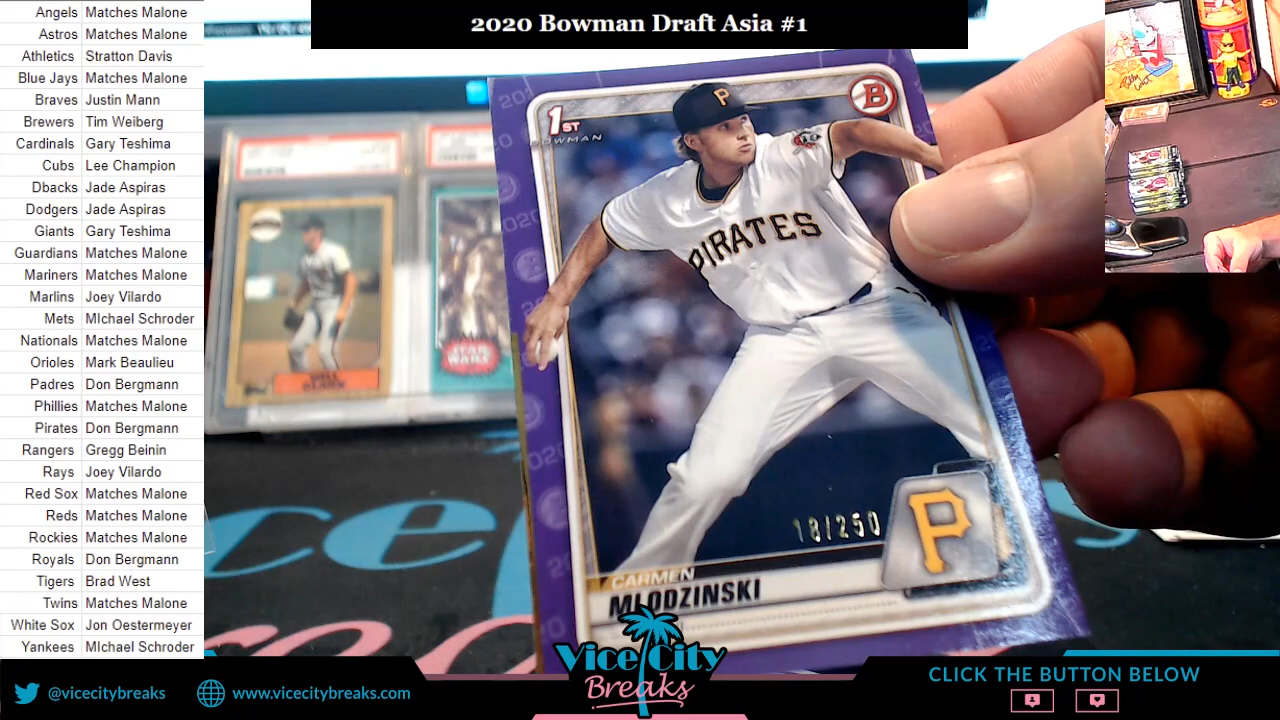 2020 Bowman Draft Asia #1
Angels Matches Malone
Astros Matches Malone
Athletics Stratton Davis
Blue Jays Matches Malone
Braves Justin Mann
Brewers Tim Weiberg
Cardinals Gary Teshima
Cubs Lee Champion
Dbacks Jade Aspiras
Dodgers Jade Aspiras
Giants Gary Teshima
Guardians Matches Malone
Mariners Matches Malone
Marlins Joey Vilardo
Mets MIchael Schroder
Nationals Matches Malone
Orioles Mark Beaulieu
Padres Don Bergmann
Phillies Matches Malone
Pirates Don Bergmann
Rangers Gregg Beinin
Rays Joey Vilardo
Red Sox Matches Malone
Reds Matches Malone
Rockies Matches Malone
Royals Don Bergmann
Tigers Brad West
Twins Matches Malone
White Sox Jon Oestermeyer
Yankees MIchael Schroder
1ST
BOWMAN
B
P
PIRATES
18/250
P
CARMEN
MLODZINSKI
STAR
WARS
Vice City
Breaks
@vicecitybreaks
www.vicecitybreaks.com
CLICK THE BUTTON BELOW